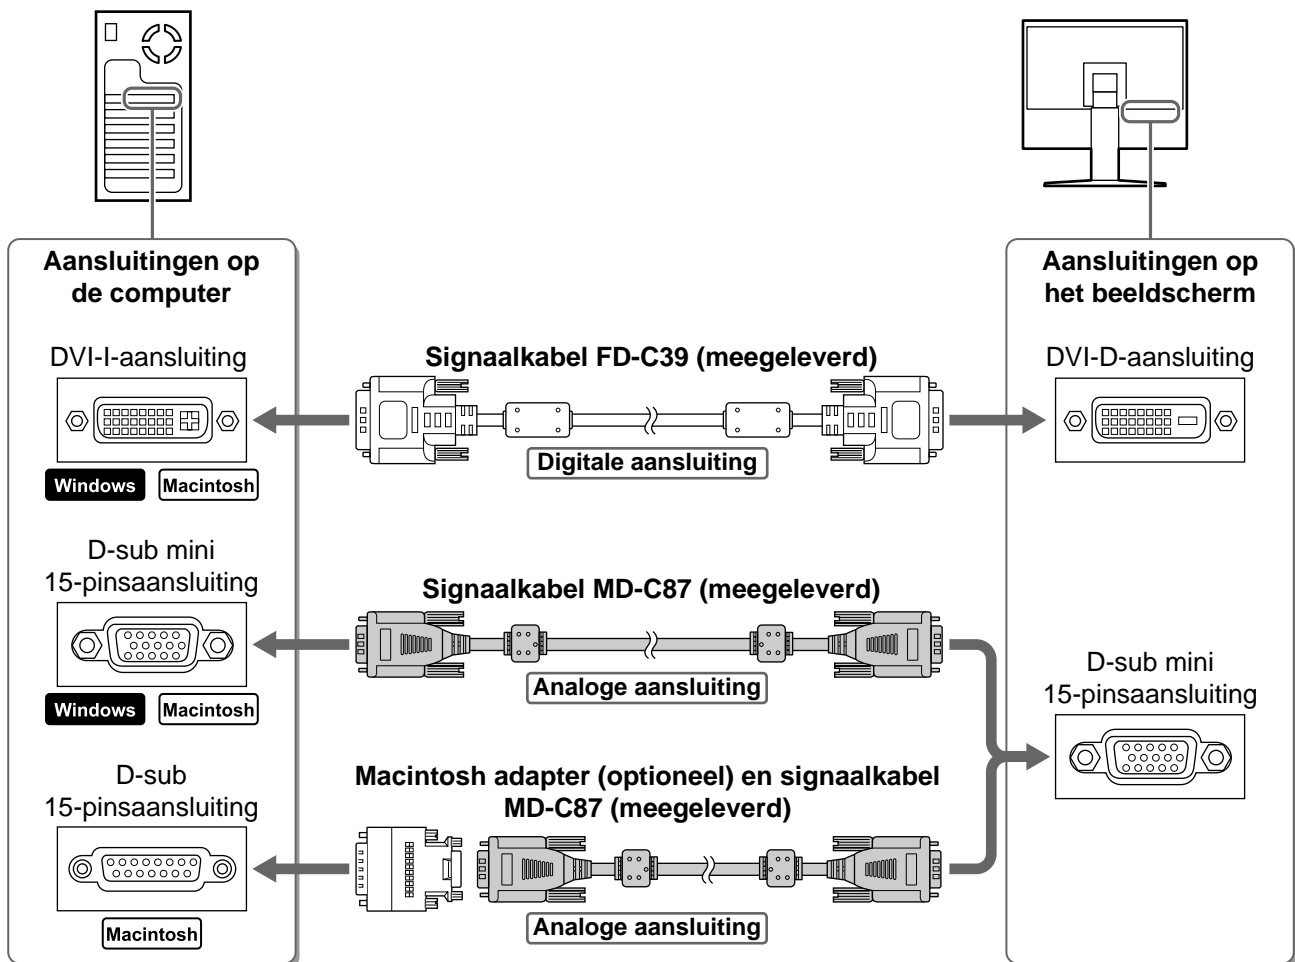 Aansluitingen op
de computer
Aansluitingen op
het beeldscherm
DVI-I-aansluiting
Signaalkabel FD-C39 (meegeleverd)
DVI-D-aansluiting
Digitale aansluiting
Windows Macintosh
D-sub mini
15-pinsaansluiting
Signaalkabel MD-C87 (meegeleverd)
Analoge aansluiting
Windows Macintosh
D-sub mini
15-pinsaansluiting
D-sub
15-pinsaansluiting
Macintosh adapter (optioneel) en signaalkabel
MD-C87 (meegeleverd)
Analoge aansluiting
Macintosh